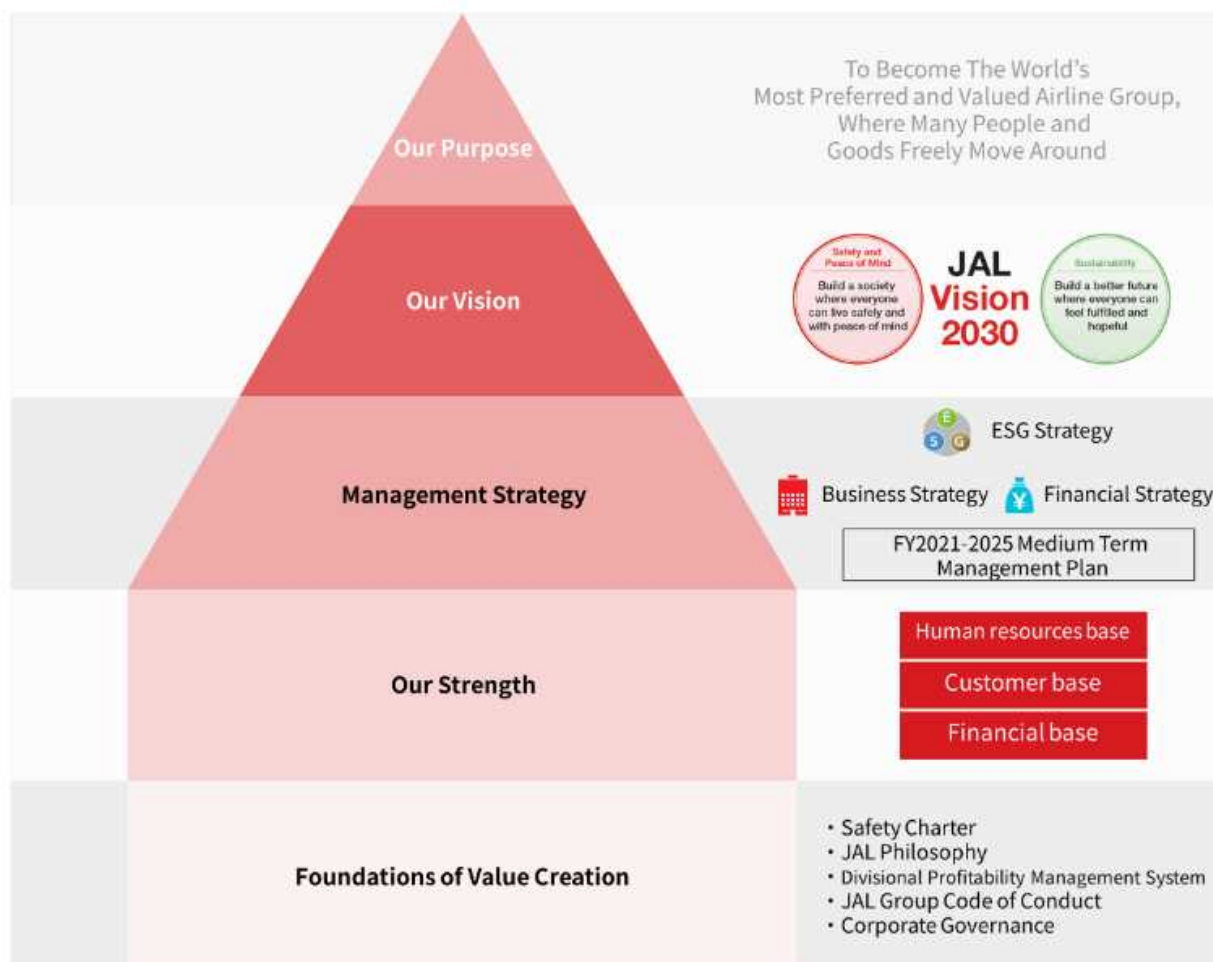 Our Purpose
To Become The World's
Most Preferred and Valued Airline Group,
Where Many People and
Goods Freely Move Around
Our Vision
Safety and
Peace of Mind
Build a society
where everyone
can live safely and
with peace of mind
JAL
Vision
2030
Sustainability
Build a better future
where everyone can
feel fulfilled and
hopeful
Management Strategy
E
S
G
ESG Strategy
Business Strategy
¥
Financial Strategy
FY2021-2025 Medium Term
Management Plan
Our Strength
Human resources base
Customer base
Financial base
Foundations of Value Creation
・Safety Charter
・JAL Philosophy
・Divisional Profitability Management System
・JAL Group Code of Conduct
・Corporate Governance